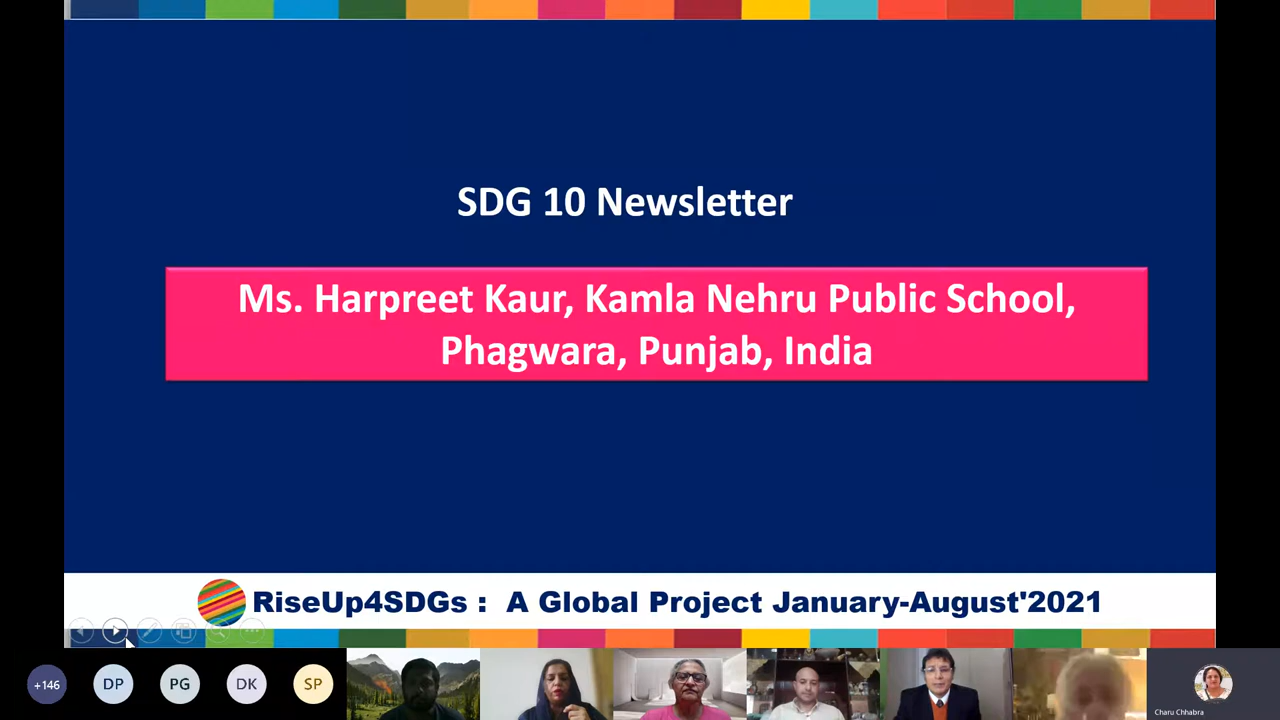 SDG 10 Newsletter
Ms. Harpreet Kaur, Kamla Nehru Public School,
Phagwara, Punjab, India
RiseUp4SDGs : A Global Project January-August'2021
+146
DP
PG
DK
SP
Charu Chhabra